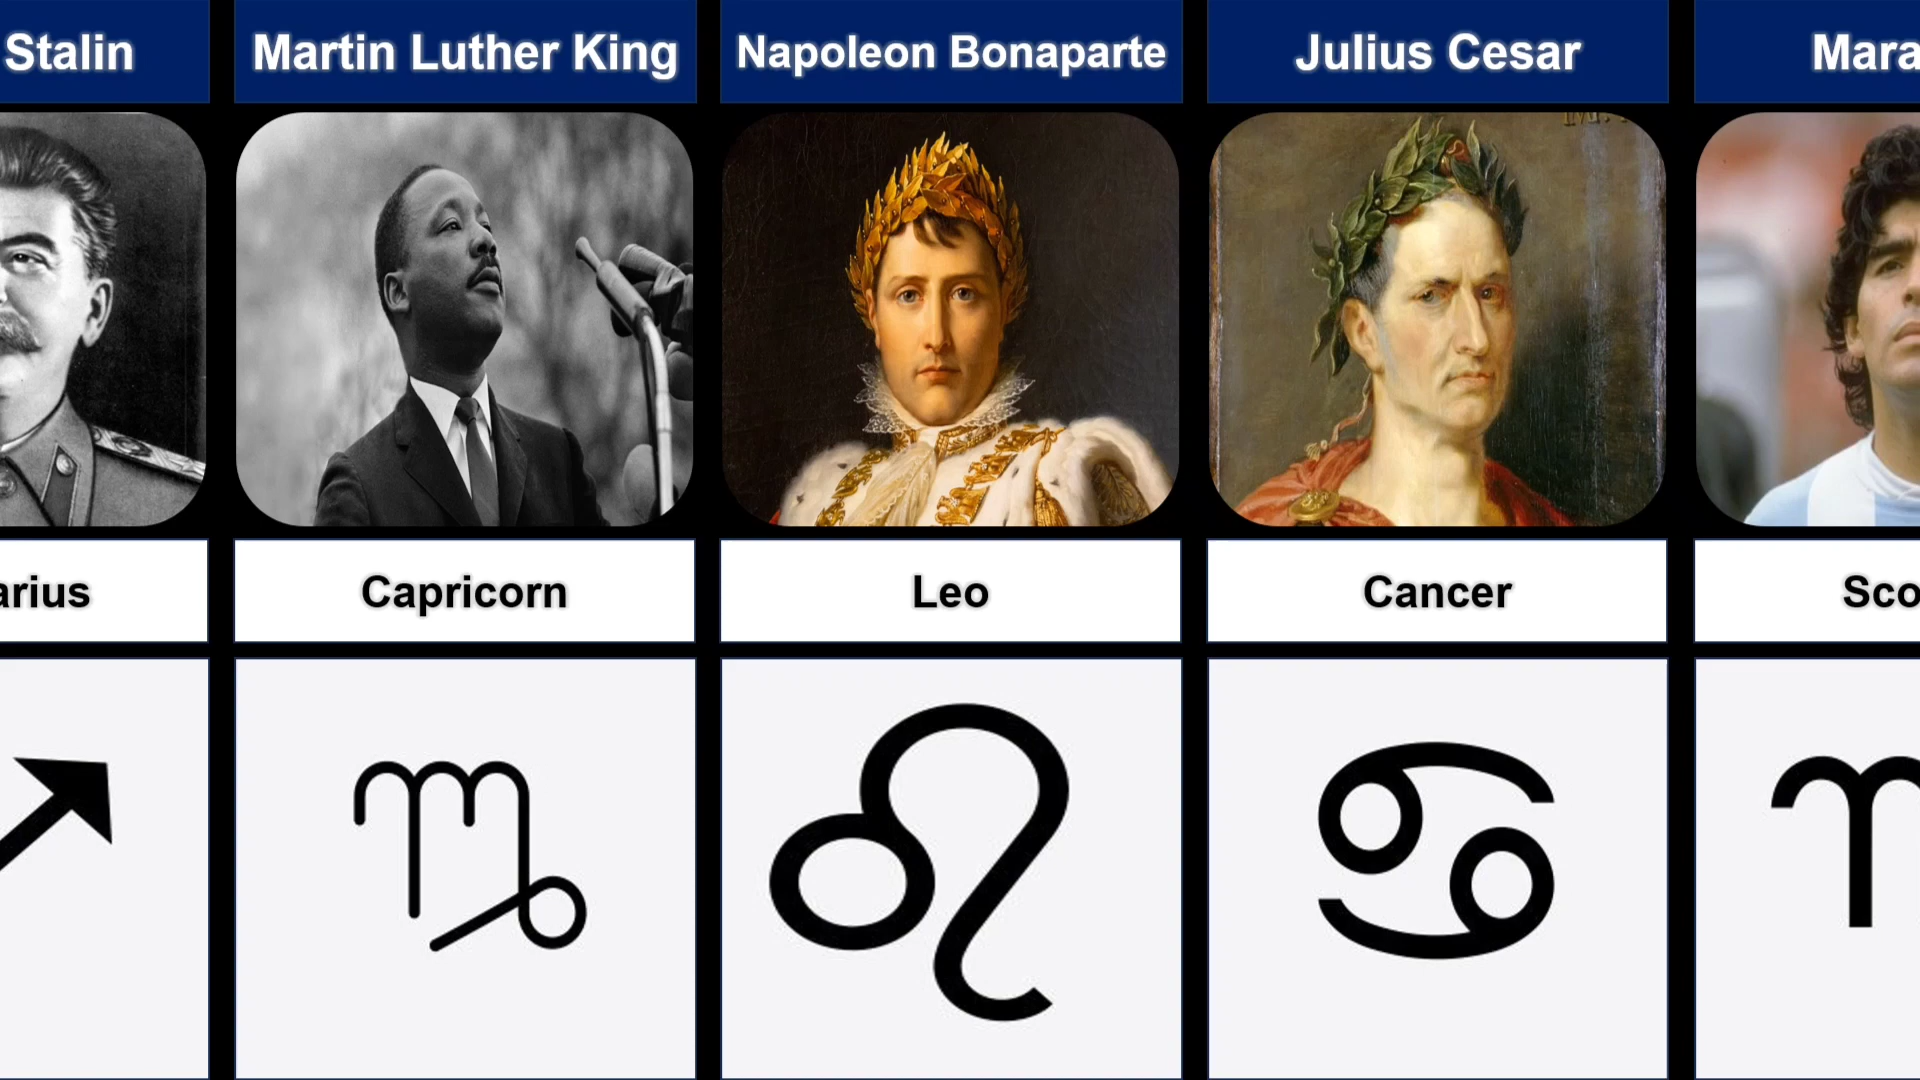 Stalin
Martin Luther King
Napoleon Bonaparte
Julius Cesar
Mara
arius
Capricorn
Leo
Cancer
Sco